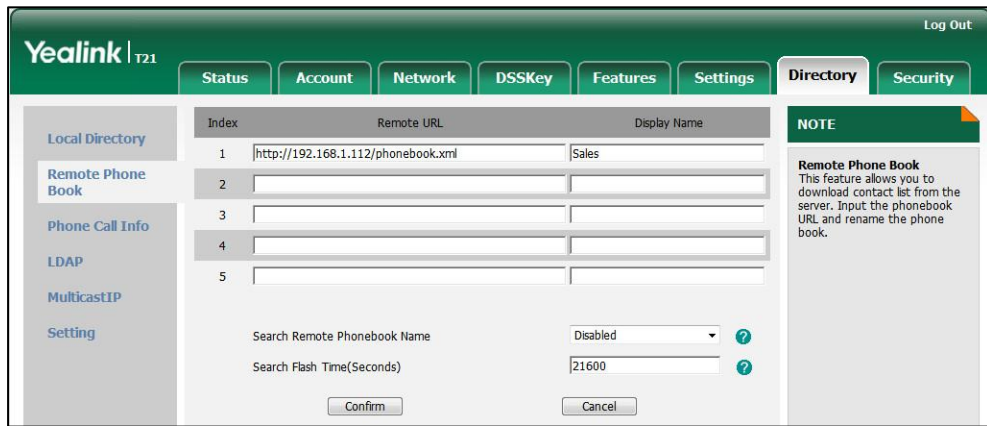 Log Out
Yealink T21
Status Account Network DSSKey Features Settings Directory Security
Local Directory
Remote Phone
Book
Phone Call Info
LDAP
MulticastIP
Setting
Index Remote URL Display Name
1 http://192.168.1.112/phonebook.xml Sales
2
3
4
5
Search Remote Phonebook Name Disabled ?
Search Flash Time(Seconds) 21600 ?
Confirm Cancel
NOTE
Remote Phone Book
This feature allows you to
download contact list from the
server. Input the phonebook
URL and rename the phone
book.